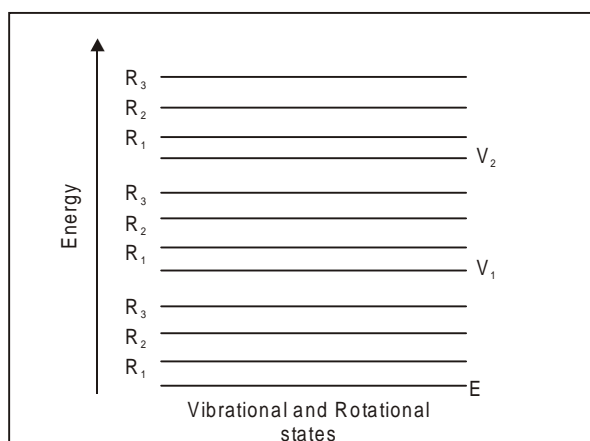 Energy
R₃
R₂
R₁
V₂
R₃
R₂
R₁
V₁
R₃
R₂
R₁
E
Vibrational and Rotational
states